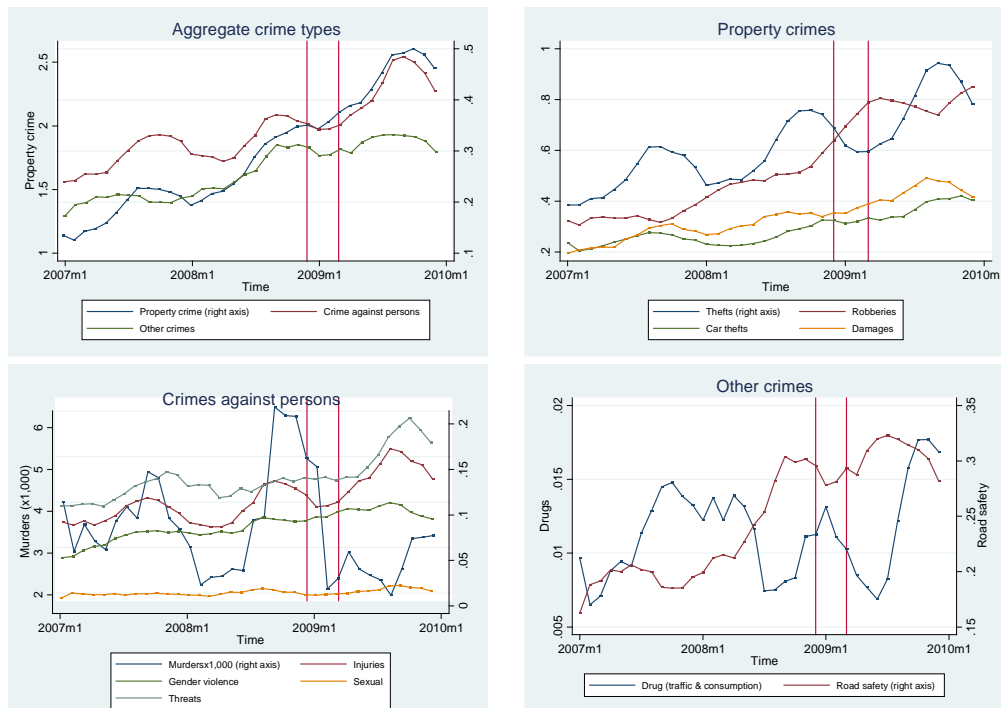 Aggregate crime types
2.5
2
1.5
1
Property crime
.5
.4
.3
.2
.1
2007m1 2008m1 2009m1 2010m1
Time
Property crime (right axis) Crime against persons
Other crimes
Property crimes
1
.8
.6
.4
.2
2007m1 2008m1 2009m1 2010m
Time
Thefts (right axis) Robberies
Car thefts Damages
Crimes against persons
6
5
4
3
2
Murders (x1,000)
.2
.15
.1
.05
0
2007m1 2008m1 2009m1 2010m1
Time
Murdersx1,000 (right axis) Injuries
Gender violence Sexual
Threats
Other crimes
.02
.015
.01
.005
Drugs
.35
.3
.25
.2
.15
Road safety
2007m1 2008m1 2009m1 2010m1
Time
Drug (traffic & consumption) Road safety (right axis)